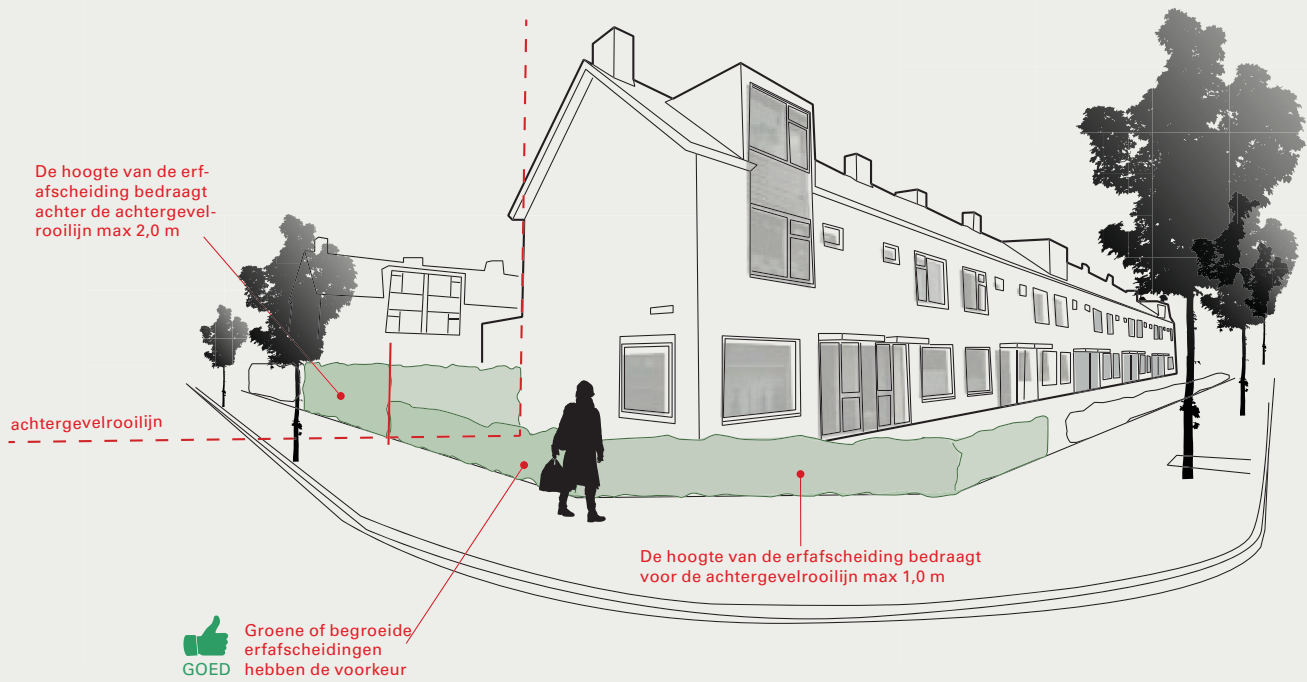 De hoogte van de erf-
afscheiding bedraagt
achter de achtergevel-
rooilijn max 2,0 m
achtergevelrooilijn
De hoogte van de erfafscheiding bedraagt
voor de achtergevelrooilijn max 1,0 m
GOED
Groene of begroeide
erfafscheidingen
hebben de voorkeur